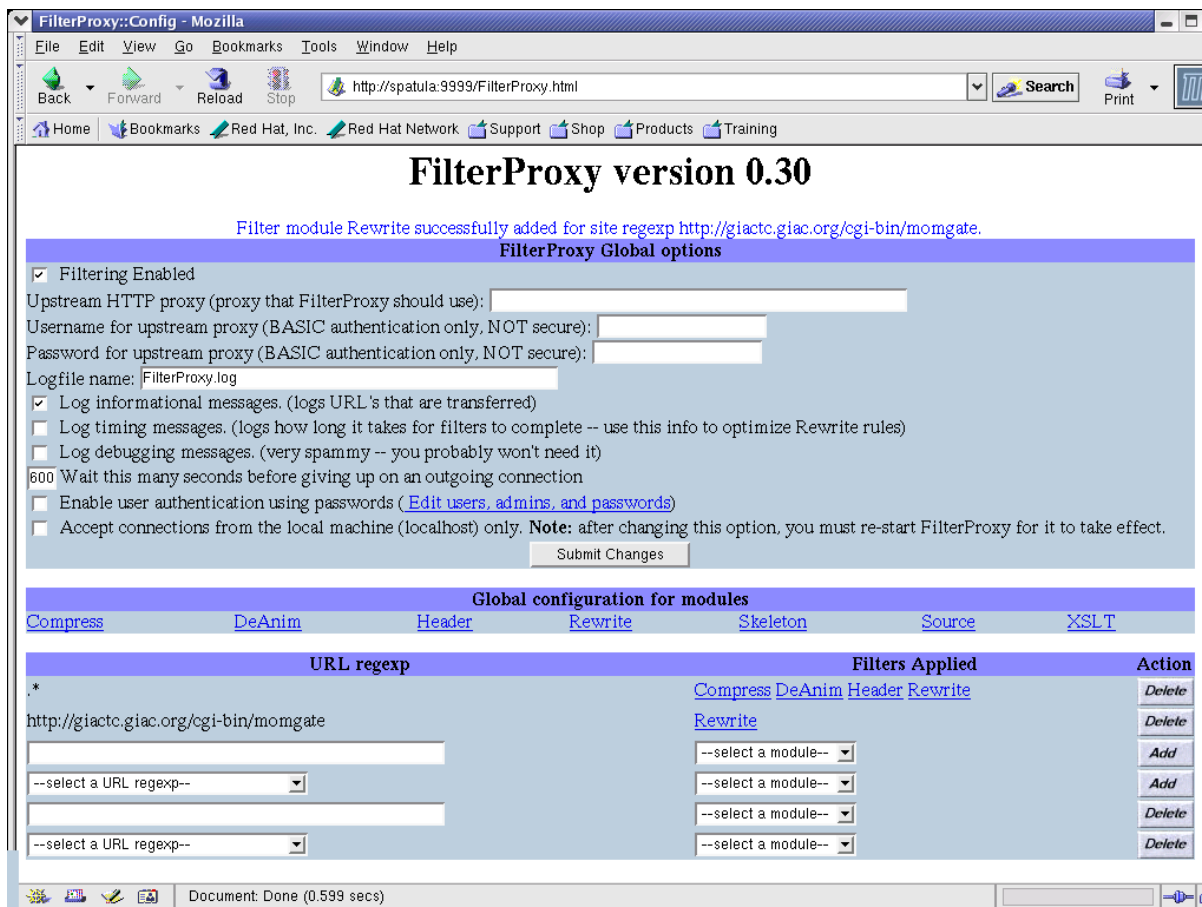 FilterProxy::Config - Mozilla
File Edit View Go Bookmarks Tools Window Help
Back Forward Reload Stop http://spatula:9999/FilterProxy.html Search Print
Home Bookmarks Red Hat, Inc. Red Hat Network Support Shop Products Training
FilterProxy version 0.30
Filter module Rewrite successfully added for site regexp http://giactc.giac.org/cgi-bin/momgate.
FilterProxy Global options
Filtering Enabled
Upstream HTTP proxy (proxy that FilterProxy should use):
Username for upstream proxy (BASIC authentication only, NOT secure):
Password for upstream proxy (BASIC authentication only, NOT secure):
Logfile name: FilterProxy.log
Log informational messages. (logs URL's that are transferred)
Log timing messages. (logs how long it takes for filters to complete -- use this info to optimize Rewrite rules)
Log debugging messages. (very spammy -- you probably won't need it)
600 Wait this many seconds before giving up on an outgoing connection
Enable user authentication using passwords ( Edit users, admins, and passwords)
Accept connections from the local machine (localhost) only. Note: after changing this option, you must re-start FilterProxy for it to take effect.
Submit Changes
Global configuration for modules
Compress DeAnim Header Rewrite Skeleton Source XSLT
URL regexp Filters Applied Action
.* Compress DeAnim Header Rewrite Delete
http://giactc.giac.org/cgi-bin/momgate Rewrite Delete
--select a module-- Add
--select a URL regexp-- --select a module-- Add
--select a module-- Delete
--select a URL regexp-- --select a module-- Delete
Document: Done (0.599 secs)